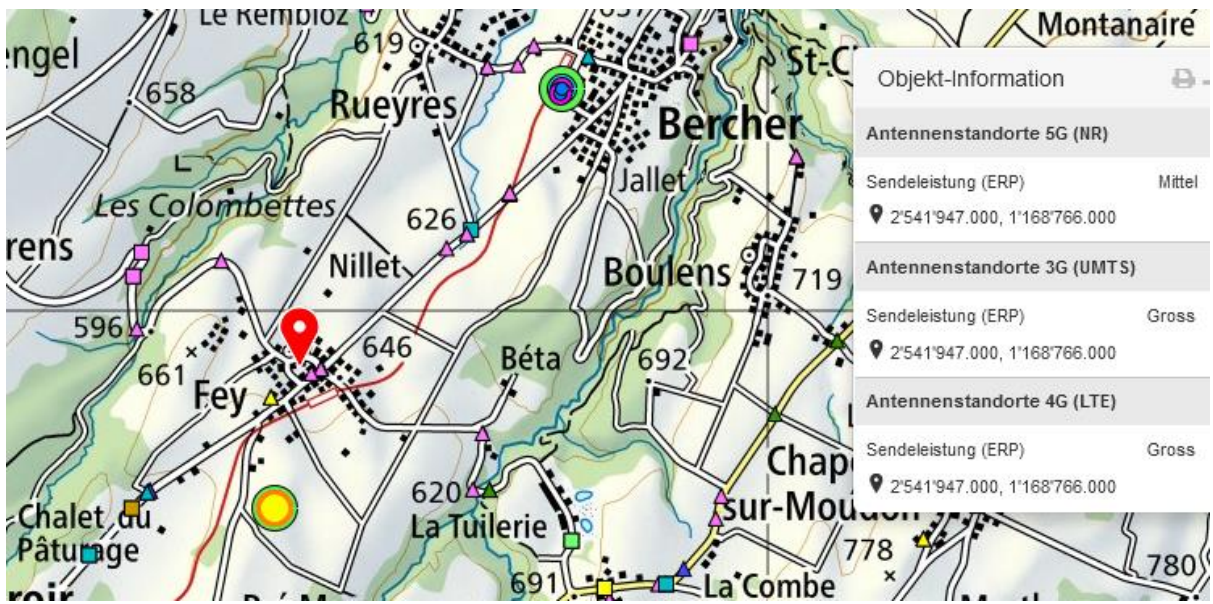 Le Rembloz
619
637
Montanaire
engel
658
Rueyres
St-C
Bercher
Jallet
Les Colombettes
626
rens
Nillet
Boulens
719
596
646
661
Béta
692
Fey
620
Chap
sur-Moudon
La Tuilerie
Chalet du
Pâturage
778
780
691
La Combe
roir
Objekt-Information
Antennenstandorte 5G (NR)
Sendeleistung (ERP) Mittel
2'541'947.000, 1'168'766.000
Antennenstandorte 3G (UMTS)
Sendeleistung (ERP) Gross
2'541'947.000, 1'168'766.000
Antennenstandorte 4G (LTE)
Sendeleistung (ERP) Gross
2'541'947.000, 1'168'766.000